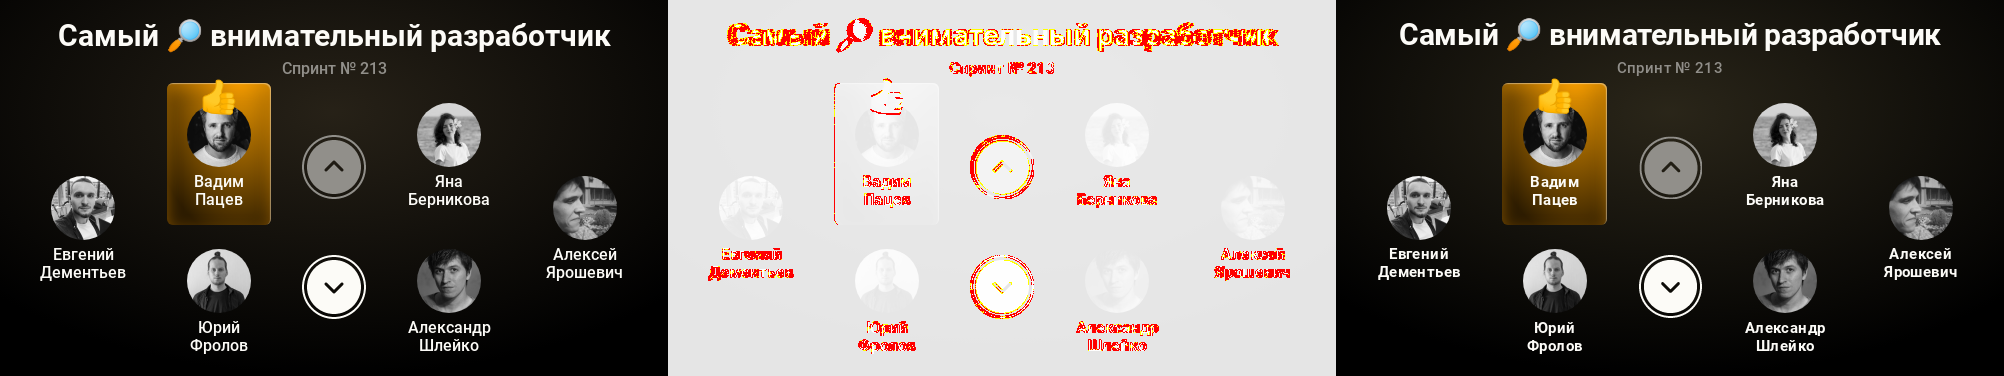 Самый 🔎 внимательный разработчик
Спринт № 213
Вадим
Пацев
Яна
Берникова
Евгений
Дементьев
Алексей
Ярошевич
Юрий
Фролов
Александр
Шлейко
Самый 🔎 внимательный разработчик
Спринт № 213
Вадим
Пацев
Яна
Берникова
Евгений
Дементьев
Алексей
Ярошевич
Юрий
Фролов
Александр
Шлейко
Самый 🔎 внимательный разработчик
Спринт № 213
Вадим
Пацев
Яна
Берникова
Евгений
Дементьев
Алексей
Ярошевич
Юрий
Фролов
Александр
Шлейко